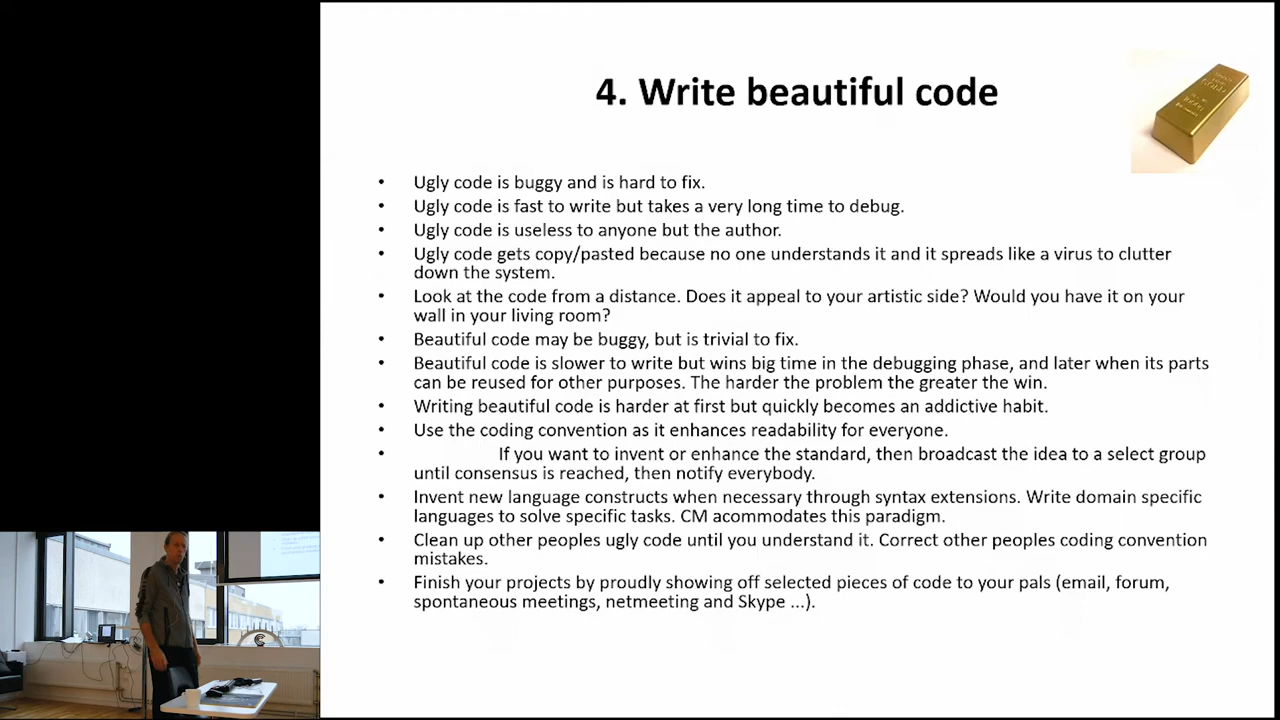 4. Write beautiful code
• Ugly code is buggy and is hard to fix.
• Ugly code is fast to write but takes a very long time to debug.
• Ugly code is useless to anyone but the author.
• Ugly code gets copy/pasted because no one understands it and it spreads like a virus to clutter
down the system.
• Look at the code from a distance. Does it appeal to your artistic side? Would you have it on your
wall in your living room?
• Beautiful code may be buggy, but is trivial to fix.
• Beautiful code is slower to write but wins big time in the debugging phase, and later when its parts
can be reused for other purposes. The harder the problem the greater the win.
• Writing beautiful code is harder at first but quickly becomes an addictive habit.
• Use the coding convention as it enhances readability for everyone.
• If you want to invent or enhance the standard, then broadcast the idea to a select group
until consensus is reached, then notify everybody.
• Invent new language constructs when necessary through syntax extensions. Write domain specific
languages to solve specific tasks. CM acommodates this paradigm.
• Clean up other peoples ugly code until you understand it. Correct other peoples coding convention
mistakes.
• Finish your projects by proudly showing off selected pieces of code to your pals (email, forum,
spontaneous meetings, netmeeting and Skype ...).